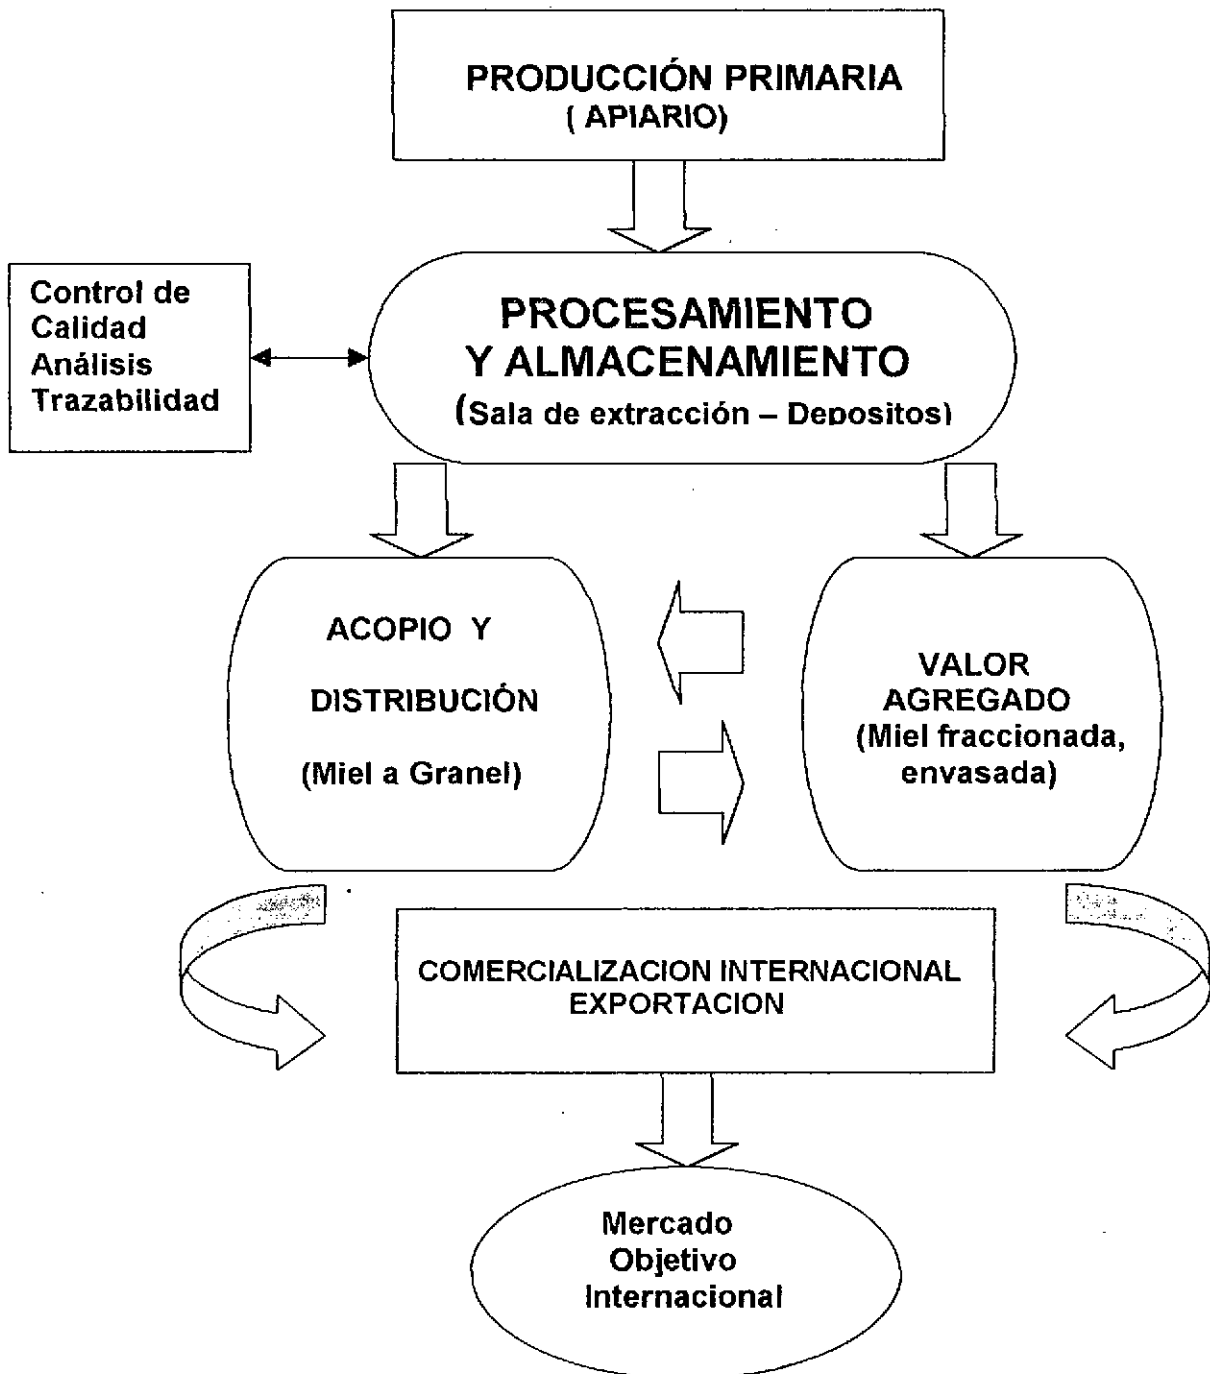 PRODUCCIÓN PRIMARIA
( APIARIO)
Control de
Calidad
Análisis
Trazabilidad
PROCESAMIENTO
Y ALMACENAMIENTO
(Sala de extracción – Depositos)
ACOPIO Y
DISTRIBUCIÓN
(Miel a Granel)
VALOR
AGREGADO
(Miel fraccionada,
envasada)
COMERCIALIZACION INTERNACIONAL
EXPORTACION
Mercado
Objetivo
Internacional